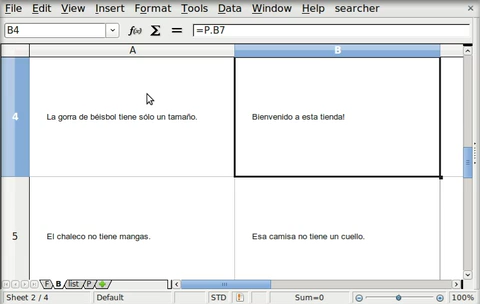 File Edit View Insert Format Tools Data Window Help searcher
B4 f(x) Σ = =P.B7
A B
4 La gorra de béisbol tiene sólo un tamaño. Bienvenido a esta tienda!
5 El chaleco no tiene mangas. Esa camisa no tiene un cuello.
F B list P
Sheet 2 / 4 Default STD Sum=0 100%